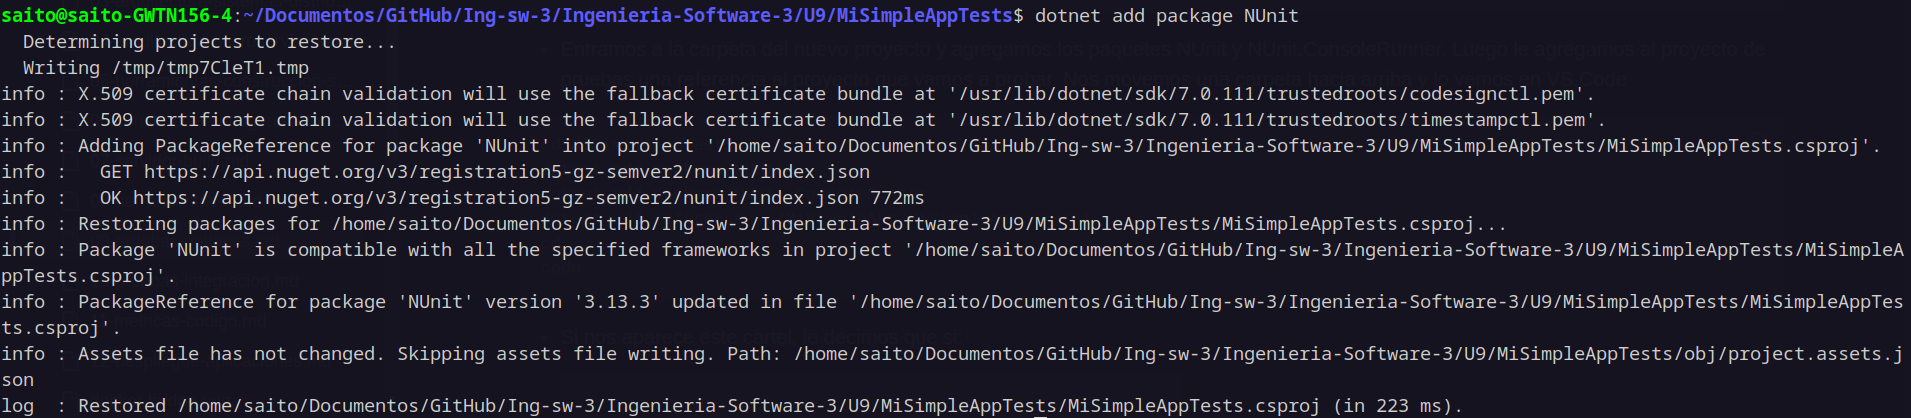 saito@saito-GWTN156-4:~/Documentos/GitHub/Ing-sw-3/Ingenieria-Software-3/U9/MiSimpleAppTests$ dotnet add package NUnit
Determining projects to restore...
Writing /tmp/tmp7CleT1.tmp
info : X.509 certificate chain validation will use the fallback certificate bundle at '/usr/lib/dotnet/sdk/7.0.111/trustedroots/codesignctl.pem'.
info : X.509 certificate chain validation will use the fallback certificate bundle at '/usr/lib/dotnet/sdk/7.0.111/trustedroots/timestampctl.pem'.
info : Adding PackageReference for package 'NUnit' into project '/home/saito/Documentos/GitHub/Ing-sw-3/Ingenieria-Software-3/U9/MiSimpleAppTests/MiSimpleAppTests.csproj'.
info :   GET https://api.nuget.org/v3/registration5-gz-semver2/nunit/index.json
info :   OK https://api.nuget.org/v3/registration5-gz-semver2/nunit/index.json 772ms
info : Restoring packages for /home/saito/Documentos/GitHub/Ing-sw-3/Ingenieria-Software-3/U9/MiSimpleAppTests/MiSimpleAppTests.csproj...
info : Package 'NUnit' is compatible with all the specified frameworks in project '/home/saito/Documentos/GitHub/Ing-sw-3/Ingenieria-Software-3/U9/MiSimpleAppTests/MiSimpleA
ppTests.csproj'.
info : PackageReference for package 'NUnit' version '3.13.3' updated in file '/home/saito/Documentos/GitHub/Ing-sw-3/Ingenieria-Software-3/U9/MiSimpleAppTests/MiSimpleAppTes
ts.csproj'.
info : Assets file has not changed. Skipping assets file writing. Path: /home/saito/Documentos/GitHub/Ing-sw-3/Ingenieria-Software-3/U9/MiSimpleAppTests/obj/project.assets.j
son
log  : Restored /home/saito/Documentos/GitHub/Ing-sw-3/Ingenieria-Software-3/U9/MiSimpleAppTests/MiSimpleAppTests.csproj (in 223 ms).